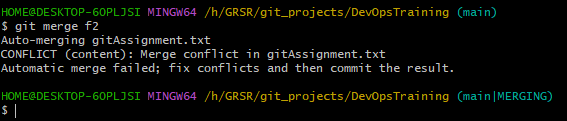 HOME@DESKTOP-6OPLJSI MINGW64 /h/GRSR/git_projects/DevOpsTraining (main)
$ git merge f2
Auto-merging gitAssignment.txt
CONFLICT (content): Merge conflict in gitAssignment.txt
Automatic merge failed; fix conflicts and then commit the result.
HOME@DESKTOP-6OPLJSI MINGW64 /h/GRSR/git_projects/DevOpsTraining (main|MERGING)
$